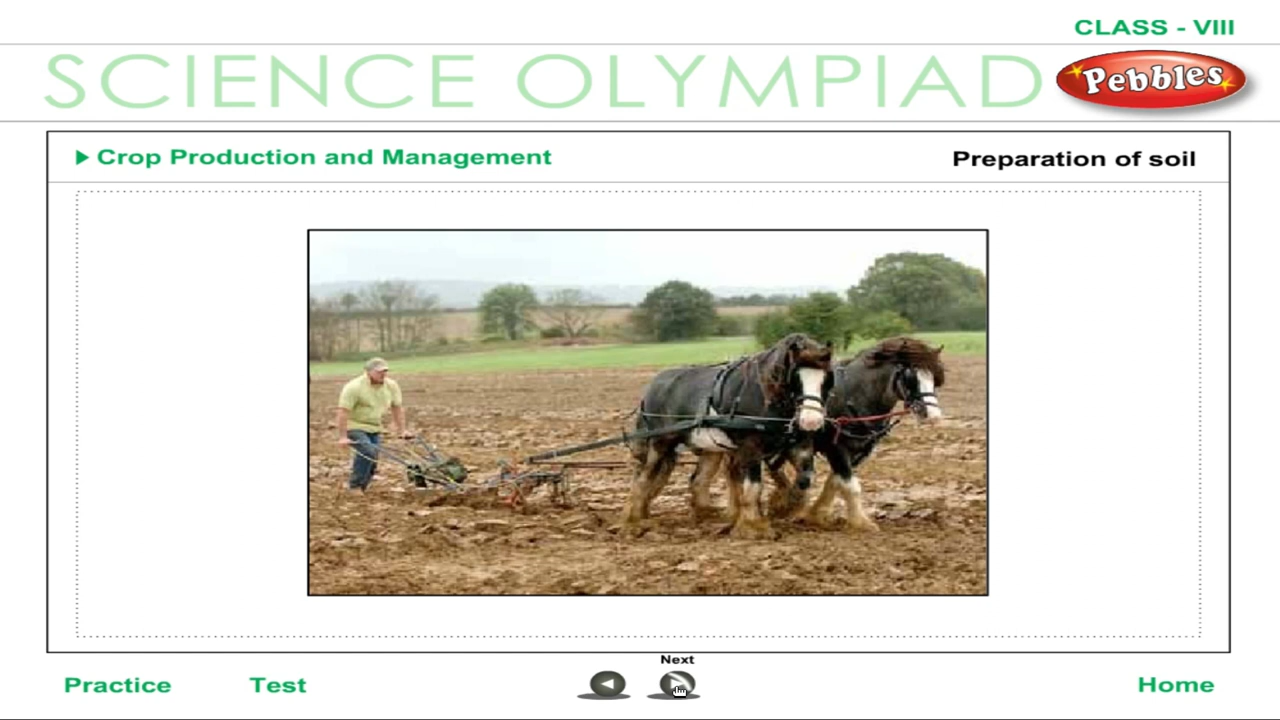 CLASS - VIII
SCIENCE OLYMPIAD
Pebbles
Crop Production and Management
Preparation of soil
Next
Practice
Test
Home